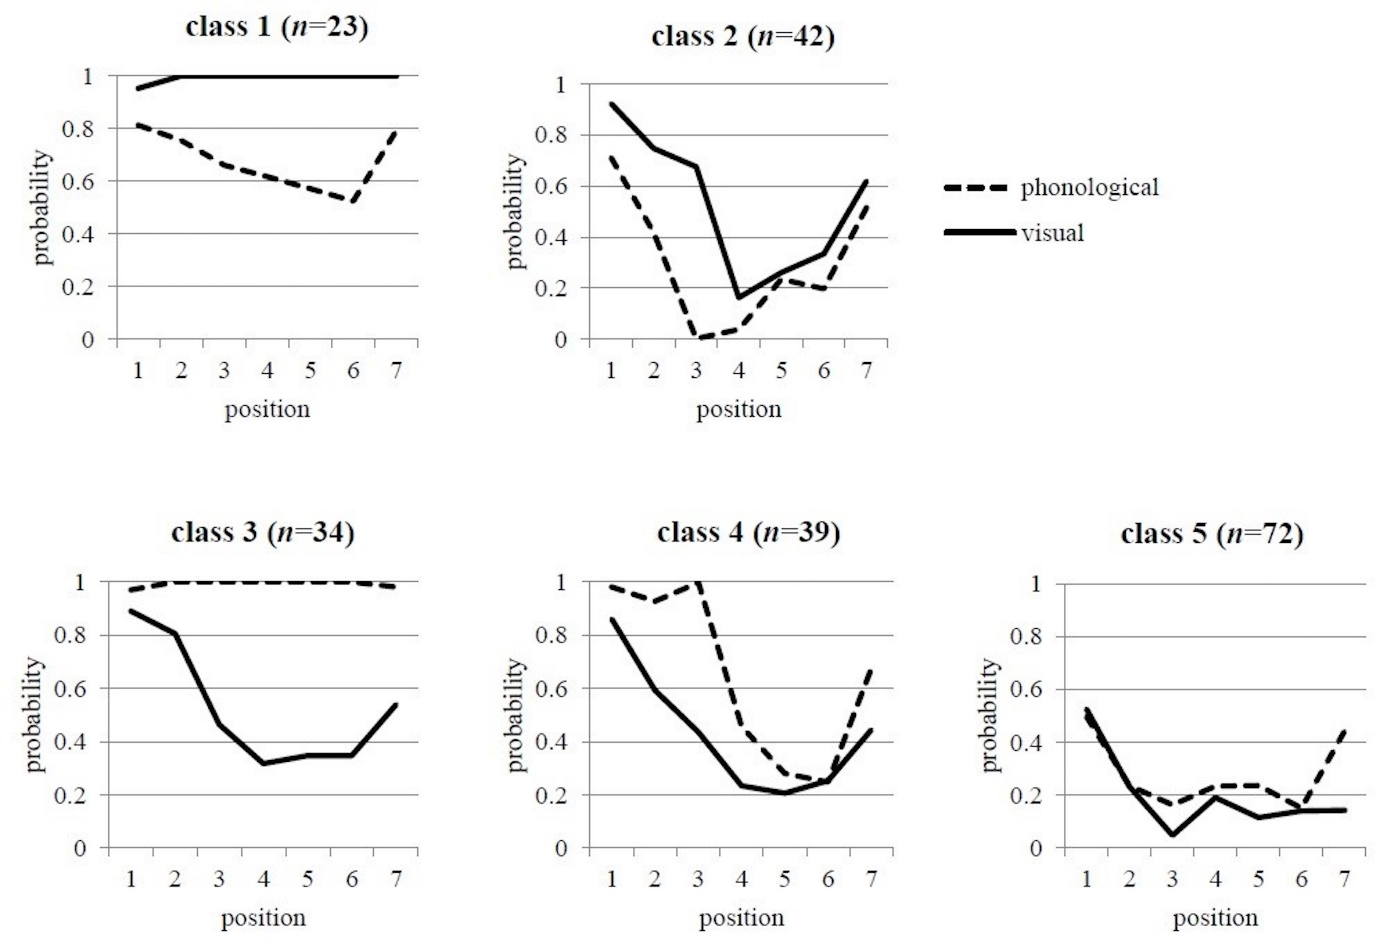 class 1 (n=23)
1
0.8
0.6
0.4
0.2
0
probability
1 2 3 4 5 6 7
position
class 2 (n=42)
1
0.8
0.6
0.4
0.2
0
probability
1 2 3 4 5 6 7
position
phonological
visual
class 3 (n=34)
1
0.8
0.6
0.4
0.2
0
probability
1 2 3 4 5 6 7
position
class 4 (n=39)
1
0.8
0.6
0.4
0.2
0
probability
1 2 3 4 5 6 7
position
class 5 (n=72)
1
0.8
0.6
0.4
0.2
0
probability
1 2 3 4 5 6 7
position